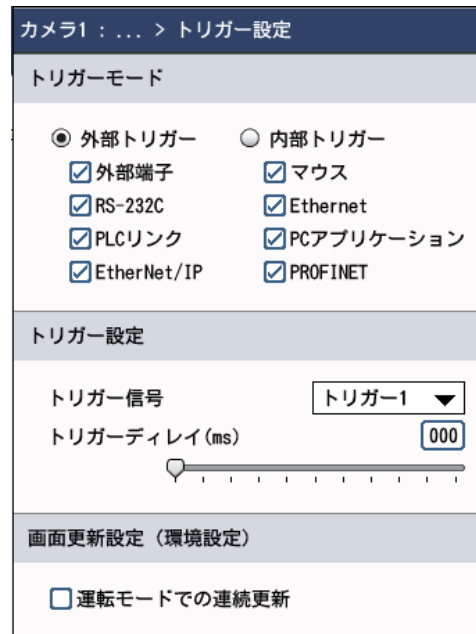 カメラ1 : ... > トリガー設定
トリガーモード
外部トリガー 内部トリガー
外部端子 マウス
RS-232C Ethernet
PLCリンク PCアプリケーション
EtherNet/IP PROFINET
トリガー設定
トリガー信号 トリガー1
トリガーディレイ(ms) 000
画面更新設定（環境設定）
運転モードでの連続更新